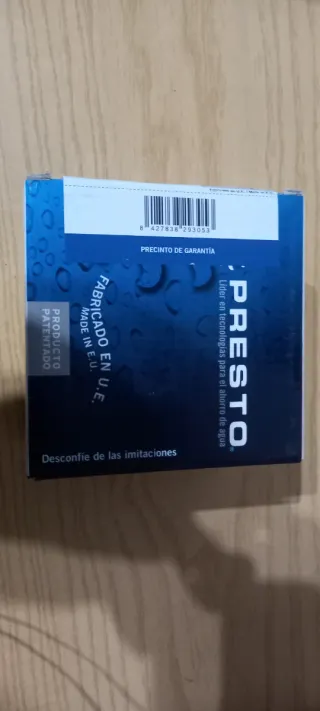 8 427838 293053
PRECINTO DE GARANTÍA
PRESTO®
Líder en tecnologías para el ahorro de agua
FABRICADO EN U.E.
MADE IN E.U.
PRODUCTO
PATENTADO
Desconfíe de las imitaciones